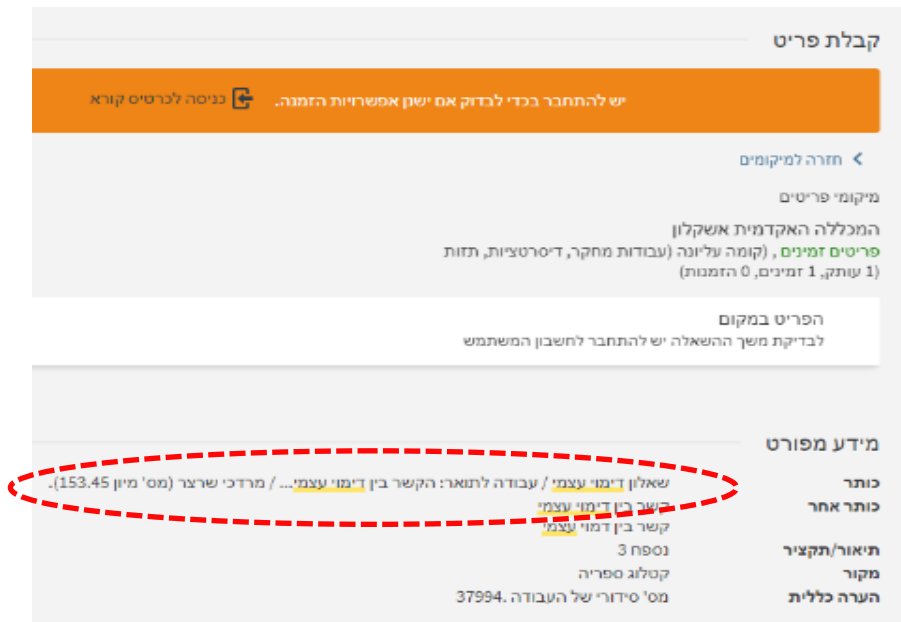 קבלת פריט
יש להתחבר בכדי לבדוק אם ישנן אפשרויות הזמנה. כניסה לכרטיס קורא
חזרה למיקומים
מיקומי פריטים
המכללה האקדמית אשקלון
פריטים זמינים , (קומה עליונה (עבודות מחקר, דיסרטציות, תזות
(1 עותק, 1 זמינים, 0 הזמנות)
הפריט במקום
לבדיקת משך ההשאלה יש להתחבר לחשבון המשתמש
מידע מפורט
כותר שאלון דימוי עצמי / עבודה לתואר: הקשר בין דימוי עצמי... / מרדכי שרצר (מס' מיון 153.45).
כותר אחר קשר בין דימוי עצמי
קשר בין דמוי עצמי
תיאור/תקציר נספח 3
מקור קטלוג ספריה
הערה כללית מס' סידורי של העבודה .37994